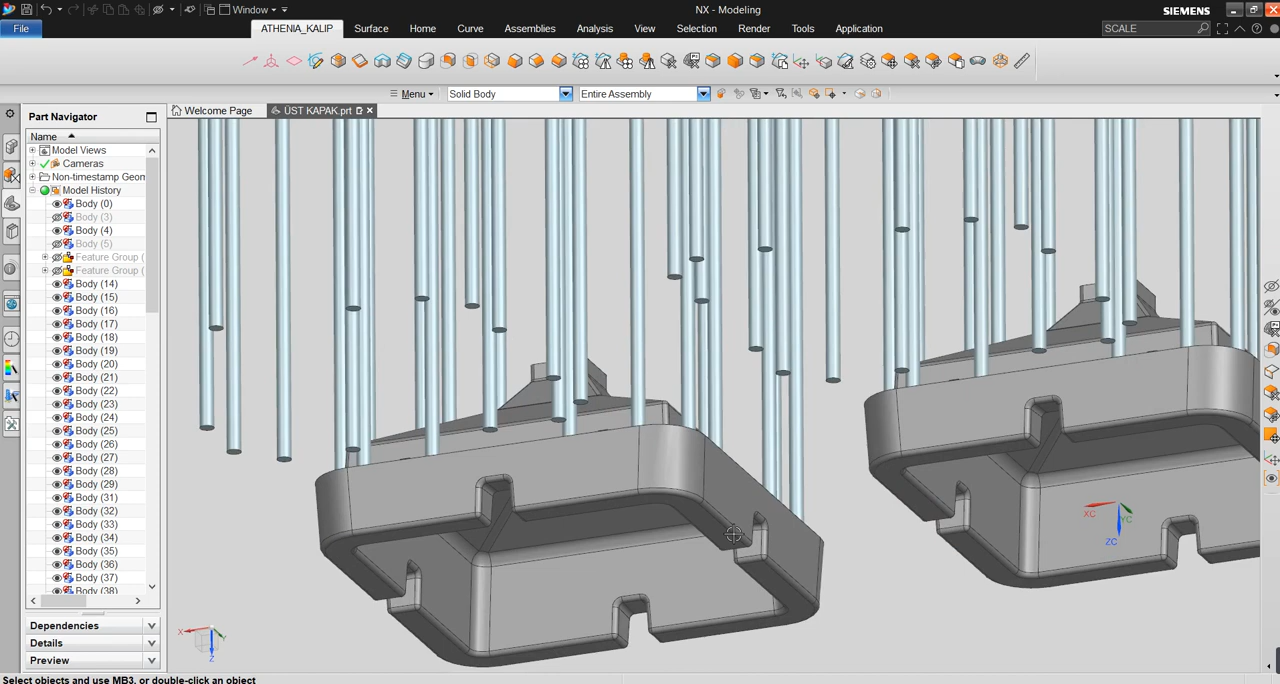 Window
NX - Modeling
SIEMENS
File
ATHENIA_KALIP
Surface
Home
Curve
Assemblies
Analysis
View
Selection
Render
Tools
Application
SCALE
Menu
Solid Body
Entire Assembly
Part Navigator
Welcome Page
ÜST KAPAK.prt
Name
Model Views
Cameras
Non-timestamp Geom
Model History
Body (0)
Body (3)
Body (4)
Body (5)
Feature Group (
Feature Group (
Body (14)
Body (15)
Body (16)
Body (17)
Body (18)
Body (19)
Body (20)
Body (21)
Body (22)
Body (23)
Body (24)
Body (25)
Body (26)
Body (27)
Body (28)
Body (29)
Body (31)
Body (32)
Body (33)
Body (34)
Body (35)
Body (36)
Body (37)
Body (38)
Dependencies
Details
Preview
XC
YC
ZC
X
Y
Z
Select objects and use MB3, or double-click an object